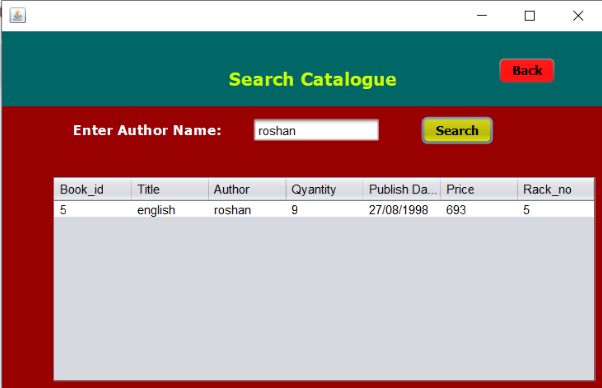 Back
Search Catalogue
Enter Author Name: roshan Search
Book_id Title Author Qyantity Publish Da... Price Rack_no
5 english roshan 9 27/08/1998 693 5